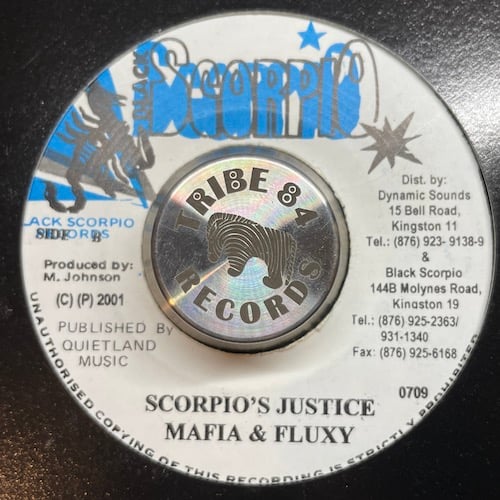 BLACK SCORPIO
TRIBE 84
RECORDS
LACK SCORPIO
RECORDS
SIDE B
Produced by:
M. Johnson
(C) (P) 2001
PUBLISHED BY
QUIETLAND
MUSIC
Dist. by:
Dynamic Sounds
15 Bell Road,
Kingston 11
Tel.: (876) 923- 9138-9
&
Black Scorpio
144B Molynes Road,
Kingston 19
Tel.: (876) 925-2363/
931-1340
Fax: (876) 925-6168
0709
SCORPIO'S JUSTICE
MAFIA & FLUXY
UNAUTHORISED COPYING OF THIS RECORDING IS STRICTLY PROHIBITED